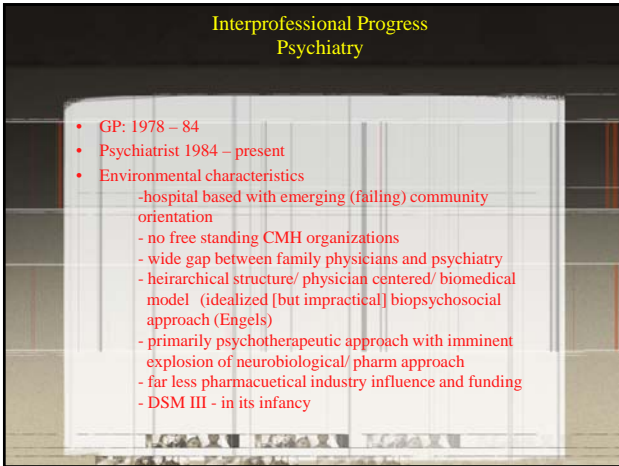 Interprofessional Progress
Psychiatry
• GP: 1978 – 84
• Psychiatrist 1984 – present
• Environmental characteristics
-hospital based with emerging (failing) community
orientation
- no free standing CMH organizations
- wide gap between family physicians and psychiatry
- heirarchical structure/ physician centered/ biomedical
model (idealized [but impractical] biopsychosocial
approach (Engels)
- primarily psychotherapeutic approach with imminent
explosion of neurobiological/ pharm approach
- far less pharmacuetical industry influence and funding
- DSM III - in its infancy